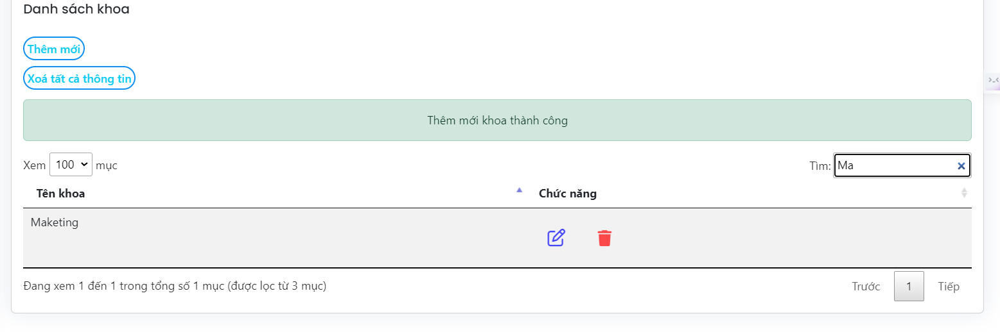 Danh sách khoa
Thêm mới
Xoá tất cả thông tin
Thêm mới khoa thành công
Xem 100 mục
Tìm: Ma
Tên khoa Chức năng
Maketing
Đang xem 1 đến 1 trong tổng số 1 mục (được lọc từ 3 mục)
Trước 1 Tiếp